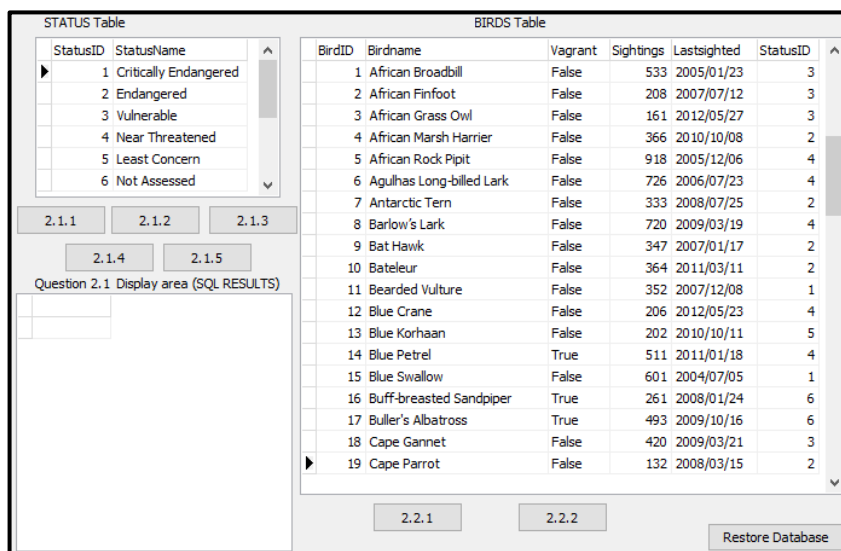 STATUS Table
StatusID StatusName
1 Critically Endangered
2 Endangered
3 Vulnerable
4 Near Threatened
5 Least Concern
6 Not Assessed
2.1.1 2.1.2 2.1.3
2.1.4 2.1.5
Question 2.1 Display area (SQL RESULTS)
BIRDS Table
BirdID Birdname Vagrant Sightings Lastsighted StatusID
1 African Broadbill False 533 2005/01/23 3
2 African Finfoot False 208 2007/07/12 3
3 African Grass Owl False 161 2012/05/27 3
4 African Marsh Harrier False 366 2010/10/08 2
5 African Rock Pipit False 918 2005/12/06 4
6 Agulhas Long-billed Lark False 726 2006/07/23 4
7 Antarctic Tern False 333 2008/07/25 2
8 Barlow's Lark False 720 2009/03/19 4
9 Bat Hawk False 347 2007/01/17 2
10 Bateleur False 364 2011/03/11 2
11 Bearded Vulture False 352 2007/12/08 1
12 Blue Crane False 206 2012/05/23 4
13 Blue Korhaan False 202 2010/10/11 5
14 Blue Petrel True 511 2011/01/18 4
15 Blue Swallow False 601 2004/07/05 1
16 Buff-breasted Sandpiper True 261 2008/01/24 6
17 Buller's Albatross True 493 2009/10/16 6
18 Cape Gannet False 420 2009/03/21 3
19 Cape Parrot False 132 2008/03/15 2
2.2.1 2.2.2
Restore Database